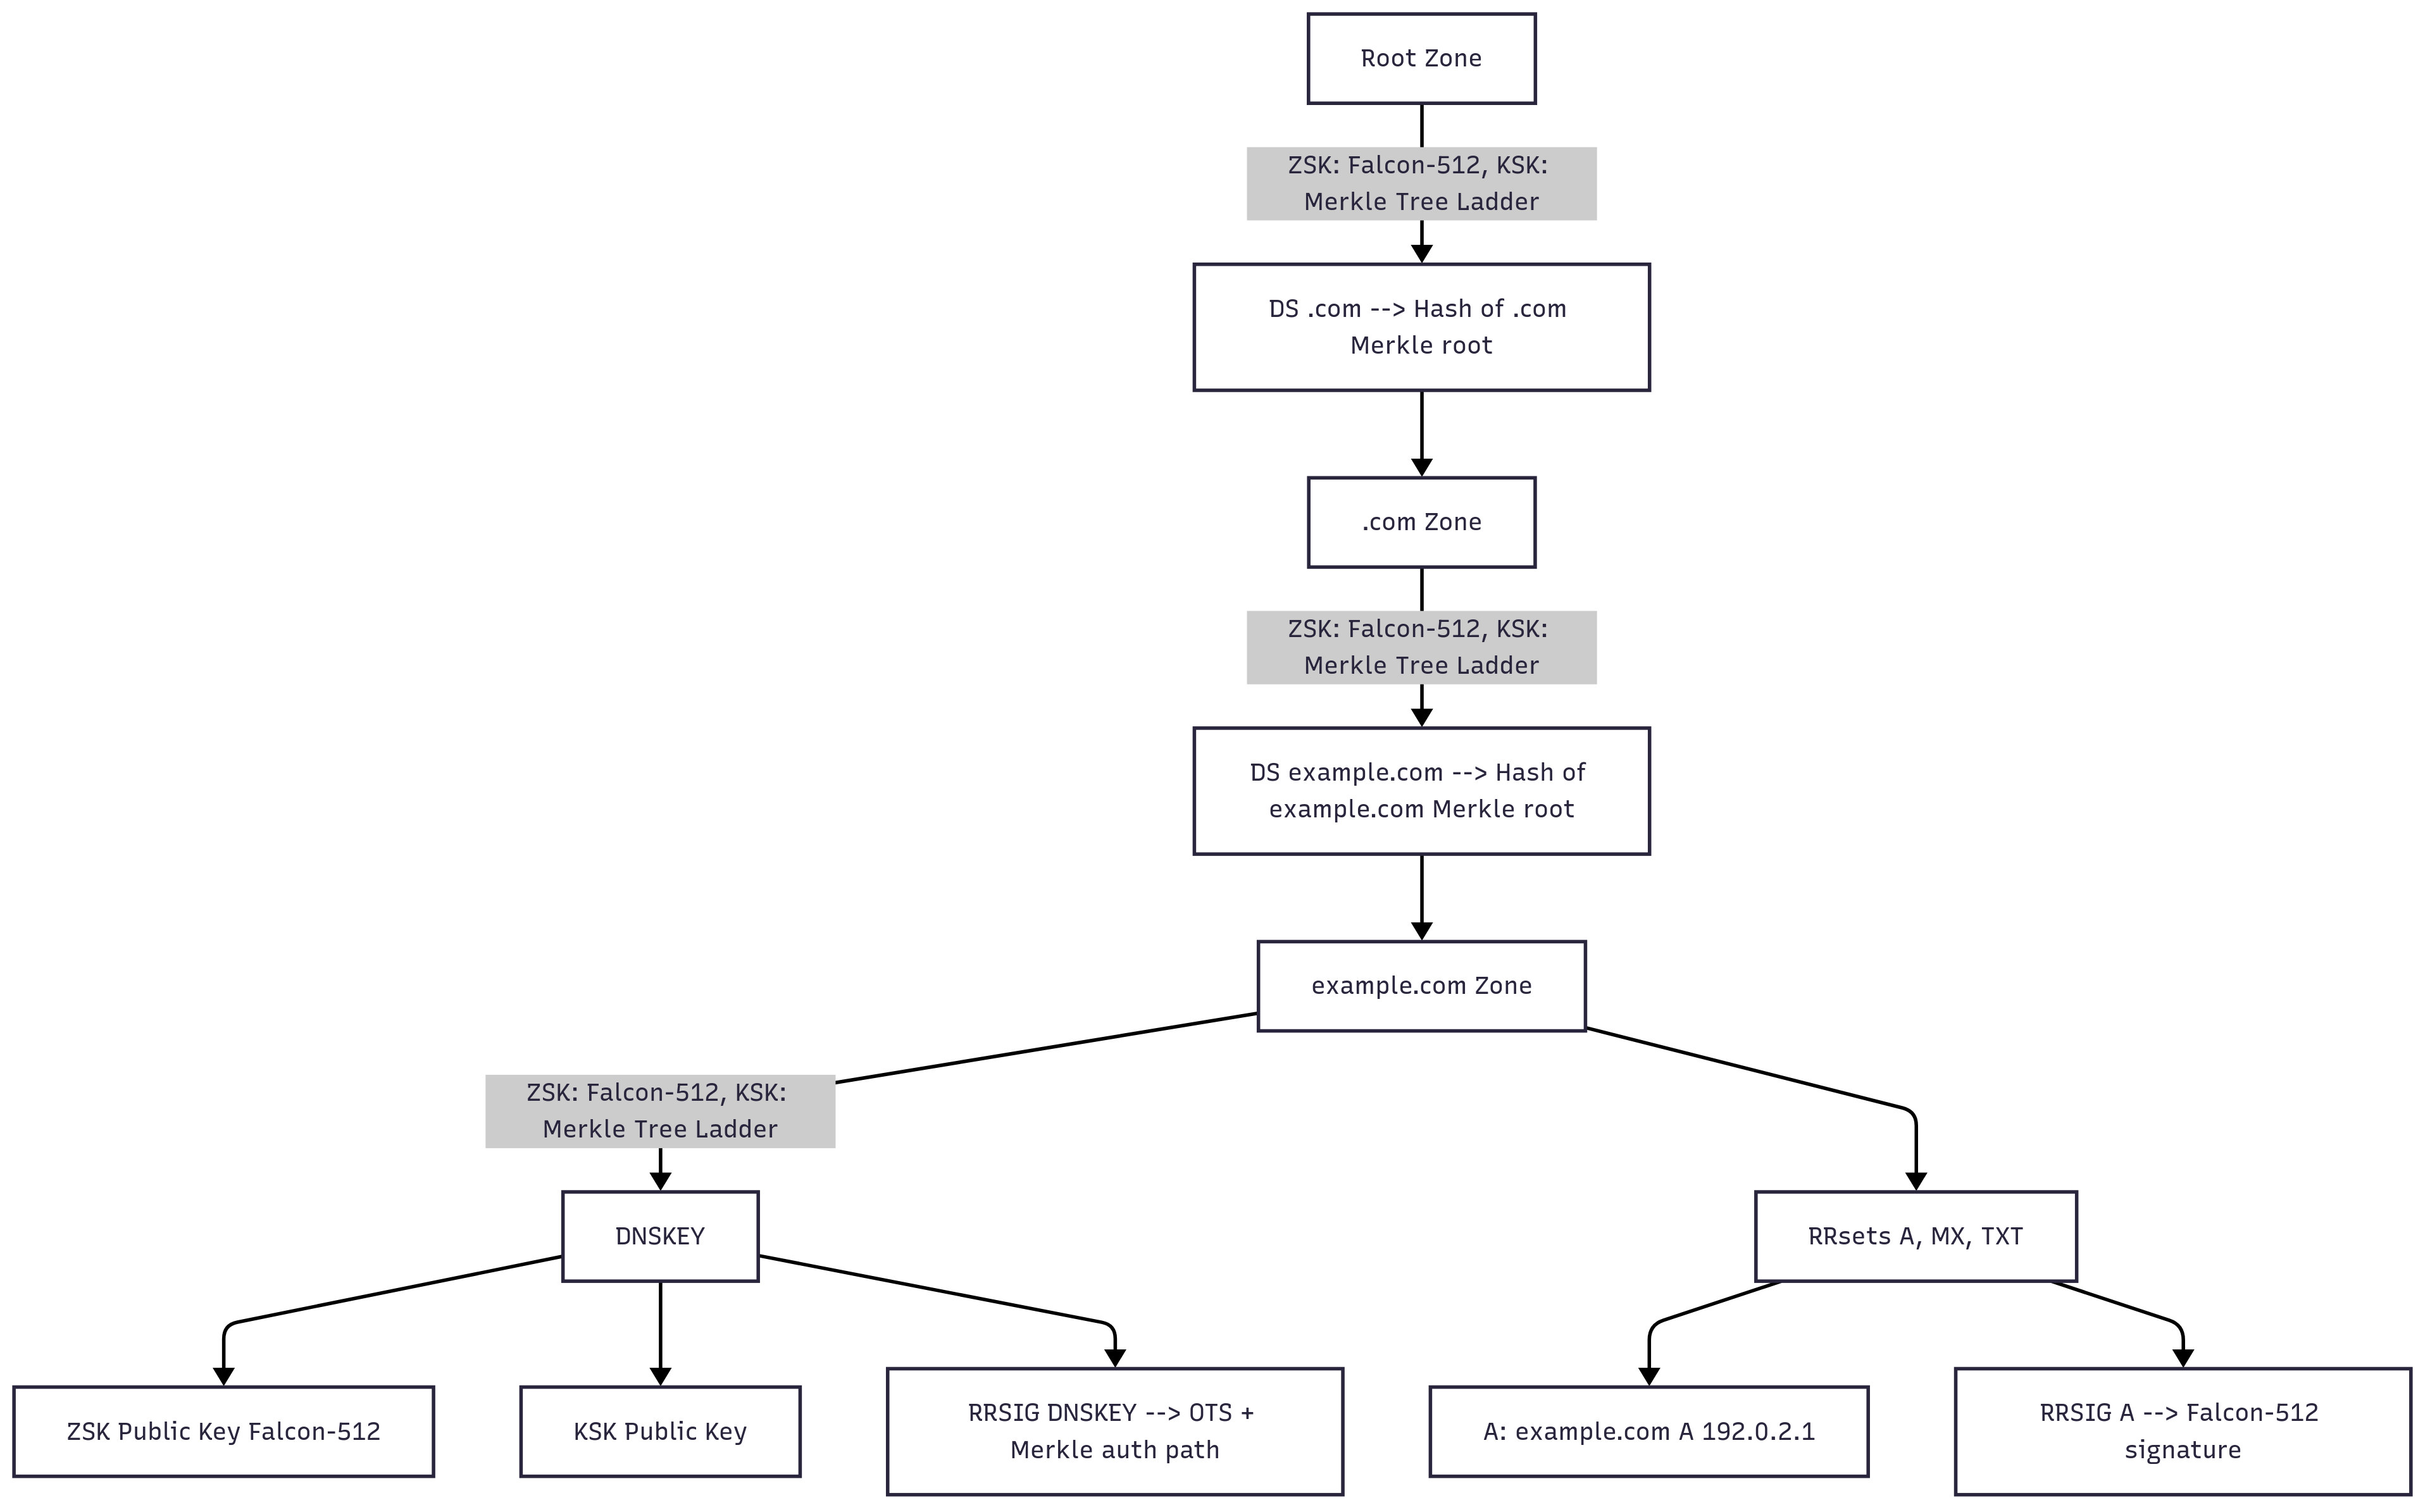 Root Zone
ZSK: Falcon-512, KSK:
Merkle Tree Ladder
DS .com --> Hash of .com
Merkle root
.com Zone
ZSK: Falcon-512, KSK:
Merkle Tree Ladder
DS example.com --> Hash of
example.com Merkle root
example.com Zone
ZSK: Falcon-512, KSK:
Merkle Tree Ladder
DNSKEY
RRsets A, MX, TXT
ZSK Public Key Falcon-512
KSK Public Key
RRSIG DNSKEY --> OTS +
Merkle auth path
A: example.com A 192.0.2.1
RRSIG A --> Falcon-512
signature